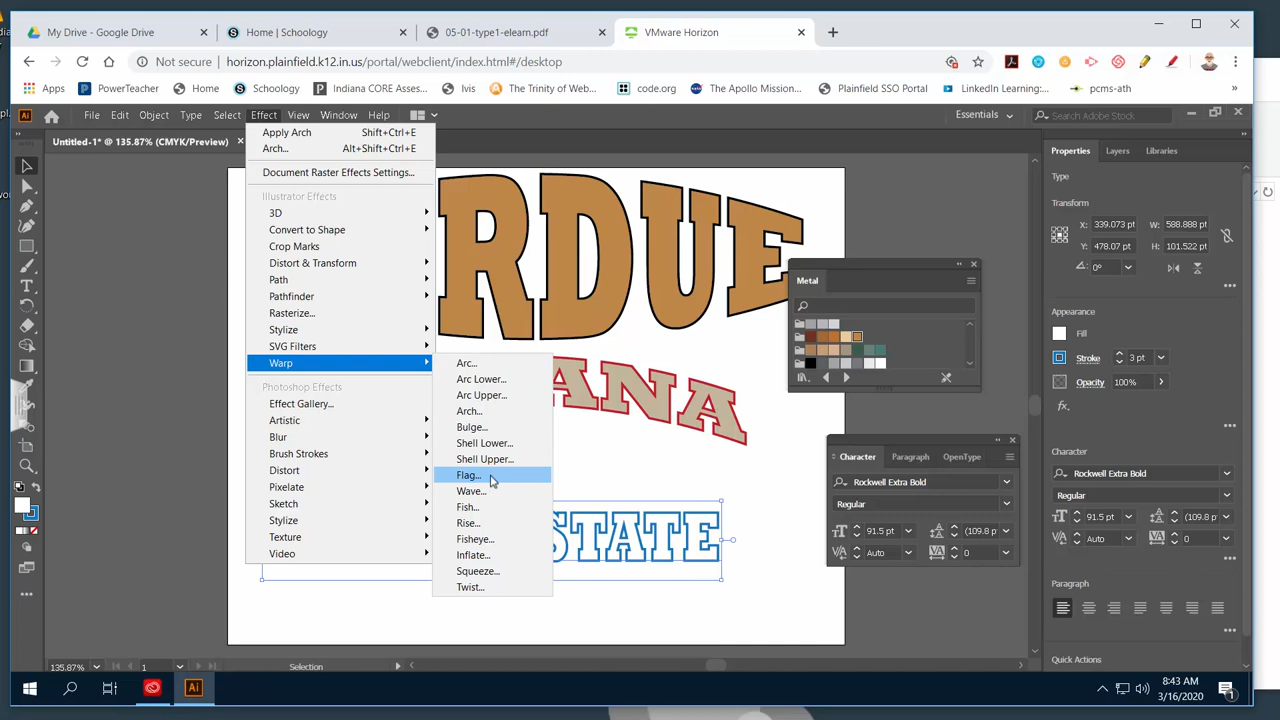 My Drive - Google Drive
Home | Schoology
05-01-type1-elearn.pdf
VMware Horizon
Not secure | horizon.plainfield.k12.in.us/portal/webclient/index.html#/desktop
Apps PowerTeacher Home Schoology Indiana CORE Asses... Ivis The Trinity of Web... code.org The Apollo Mission... Plainfield SSO Portal LinkedIn Learning:... pcms-ath »
Ai File Edit Object Type Select Effect View Window Help Essentials Search Adobe Stock
Untitled-1* @ 135.87% (CMYK/Preview)
Apply Arch Shift+Ctrl+E
Arch... Alt+Shift+Ctrl+E
Document Raster Effects Settings...
Illustrator Effects
3D
Convert to Shape
Crop Marks
Distort & Transform
Path
Pathfinder
Rasterize...
Stylize
SVG Filters
Warp
Photoshop Effects
Effect Gallery...
Artistic
Blur
Brush Strokes
Distort
Pixelate
Sketch
Stylize
Texture
Video
Arc...
Arc Lower...
Arc Upper...
Arch...
Bulge...
Shell Lower...
Shell Upper...
Flag...
Wave...
Fish...
Rise...
Fisheye...
Inflate...
Squeeze...
Twist...
RDUE
ANA
STATE
Metal
Character Paragraph OpenType
Rockwell Extra Bold
Regular
91.5 pt (109.8 p
Auto 0
Properties Layers Libraries
Type
Transform
X: 339.073 pt W: 588.888 pt
Y: 478.07 pt H: 101.522 pt
0°
Appearance
Fill
Stroke 3 pt
Opacity 100%
fx.
Character
Rockwell Extra Bold
Regular
91.5 pt (109.8 p
Auto 0
Paragraph
Quick Actions
135.87% 1 Selection
Ai
8:43 AM
3/16/2020
1